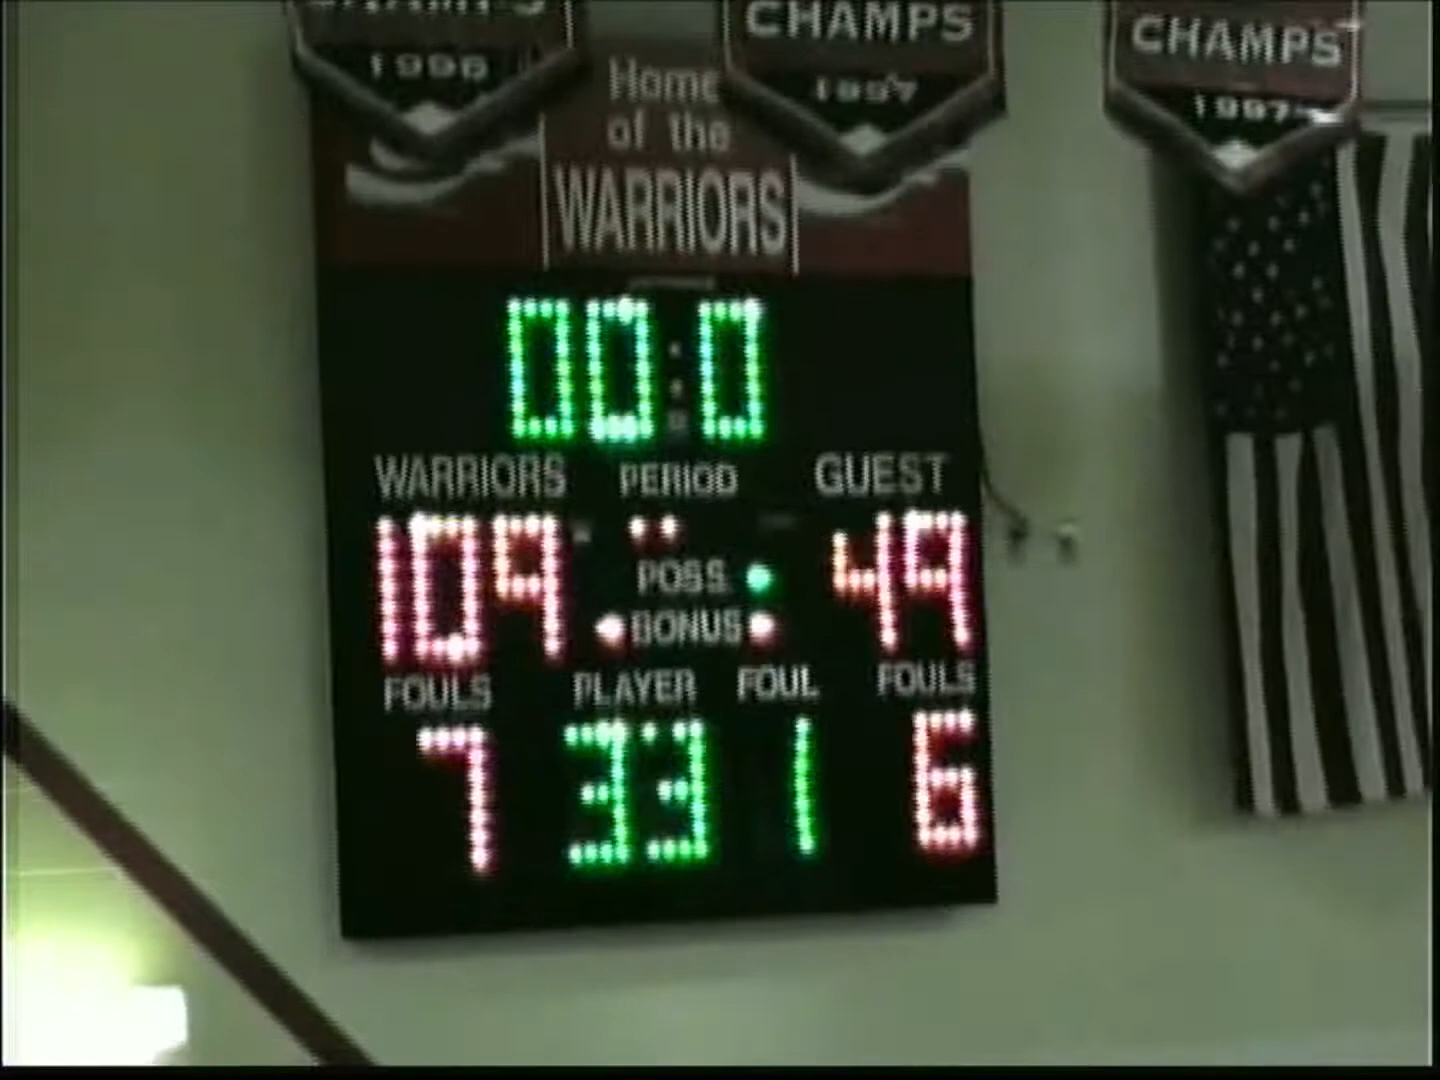 CHAMPS
1996
CHAMPS
1997
CHAMPS
Home
of the
WARRIORS
00:0
WARRIORS PERIOD GUEST
109 49
POSS.
BONUS
FOULS PLAYER FOUL FOULS
7 33 1 6